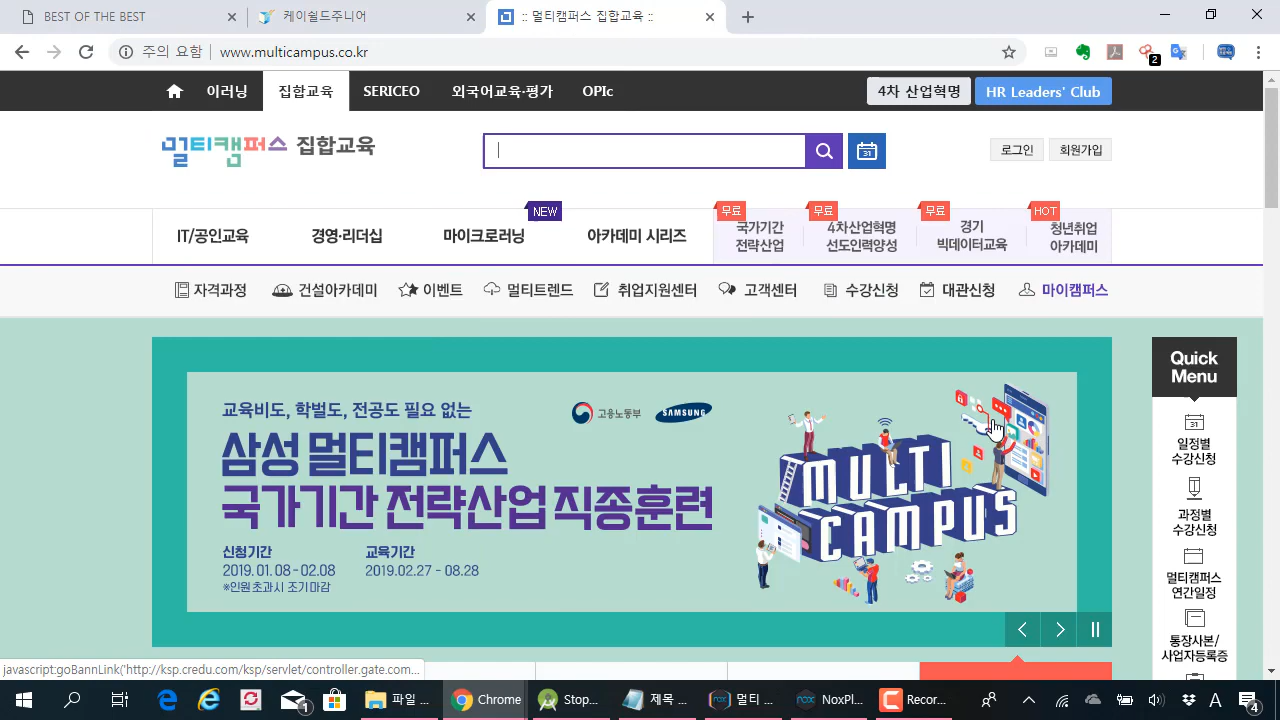 BEST OF THE BEST
케이쉴드주니어
:: 멀티캠퍼스 집합교육 ::
주의 요함
www.multicampus.co.kr
2
이러닝
집합교육
SERICEO
외국어교육·평가
OPIc
4차 산업혁명
HR Leaders' Club
멀티캠퍼스 집합교육
31
로그인
회원가입
NEW
무료
무료
무료
HOT
IT/공인교육
경영·리더십
마이크로러닝
아카데미 시리즈
국가기간
전략산업
4차산업혁명
선도인력양성
경기
빅데이터교육
청년취업
아카데미
자격과정
건설아카데미
이벤트
멀티트렌드
취업지원센터
고객센터
수강신청
대관신청
마이캠퍼스
교육비도, 학벌도, 전공도 필요 없는
고용노동부
SAMSUNG
삼성 멀티캠퍼스
국가기간 전략산업 직종훈련
신청기간
2019. 01. 08 - 02. 08
※인원초과시 조기마감
교육기간
2019.02.27 - 08.28
MULTI
CAMPUS
Quick
Menu
31
일정별
수강신청
과정별
수강신청
멀티캠퍼스
연간일정
통장사본/
사업자등록증
javascript:goBannLink('http://ksp.credu.com/ksp/servlet/controller.gate.com...
1
파일 ...
Chrome
Stop...
제목 ...
nox
멀티 ...
nox
NoxPl...
Recor...
A
4